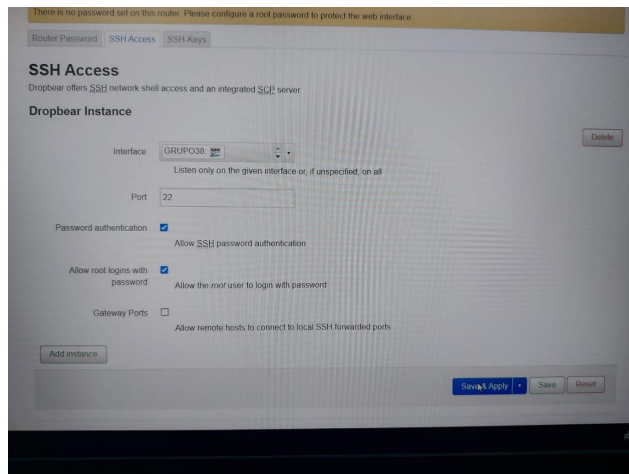 There is no password set on this router. Please configure a root password to protect the web interface.
Router Password SSH Access SSH-Keys
SSH Access
Dropbear offers SSH network shell access and an integrated SCP server
Dropbear Instance
Delete
Interface GRUPO38:
Listen only on the given interface or, if unspecified, on all
Port 22
Password authentication
Allow SSH password authentication
Allow root logins with password
Allow the root user to login with password
Gateway Ports
Allow remote hosts to connect to local SSH forwarded ports
Add instance
Save & Apply Save Reset